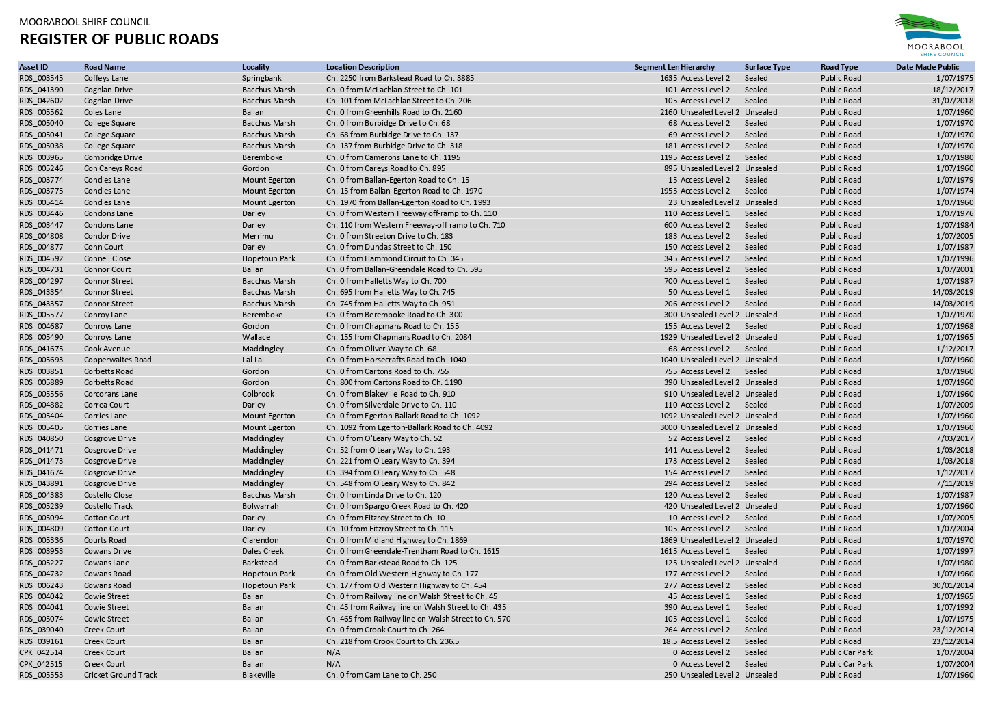 MOORABOOL SHIRE COUNCIL
REGISTER OF PUBLIC ROADS
MOORABOOL
SHIRE COUNCIL
Asset ID Road Name Locality Location Description Segment Len Hierarchy Surface Type Road Type Date Made Public
RDS_003545 Coffeys Lane Springbank Ch. 2250 from Barkstead Road to Ch. 3885 1635 Access Level 2 Sealed Public Road 1/07/1975
RDS_041390 Coghlan Drive Bacchus Marsh Ch. 0 from McLachlan Street to Ch. 101 101 Access Level 2 Sealed Public Road 18/12/2017
RDS_042602 Coghlan Drive Bacchus Marsh Ch. 101 from McLachlan Street to Ch. 206 105 Access Level 2 Sealed Public Road 31/07/2018
RDS_005562 Coles Lane Ballan Ch. 0 from Greenhills Road to Ch. 2160 2160 Unsealed Level 2 Unsealed Public Road 1/07/1960
RDS_005040 College Square Bacchus Marsh Ch. 0 from Burbidge Drive to Ch. 68 68 Access Level 2 Sealed Public Road 1/07/1970
RDS_005041 College Square Bacchus Marsh Ch. 68 from Burbidge Drive to Ch. 137 69 Access Level 2 Sealed Public Road 1/07/1970
RDS_005038 College Square Bacchus Marsh Ch. 137 from Burbidge Drive to Ch. 318 181 Access Level 2 Sealed Public Road 1/07/1970
RDS_003965 Combridge Drive Beremboke Ch. 0 from Camerons Lane to Ch. 1195 1195 Access Level 2 Sealed Public Road 1/07/1980
RDS_005246 Con Careys Road Gordon Ch. 0 from Careys Road to Ch. 895 895 Unsealed Level 2 Unsealed Public Road 1/07/1960
RDS_003774 Condies Lane Mount Egerton Ch. 0 from Ballan-Egerton Road to Ch. 15 15 Access Level 2 Sealed Public Road 1/07/1979
RDS_003775 Condies Lane Mount Egerton Ch. 15 from Ballan-Egerton Road to Ch. 1970 1955 Access Level 2 Sealed Public Road 1/07/1974
RDS_005414 Condies Lane Mount Egerton Ch. 1970 from Ballan-Egerton Road to Ch. 1993 23 Unsealed Level 2 Unsealed Public Road 1/07/1960
RDS_003446 Condons Lane Darley Ch. 0 from Western Freeway off-ramp to Ch. 110 110 Access Level 1 Sealed Public Road 1/07/1976
RDS_003447 Condons Lane Darley Ch. 110 from Western Freeway-off ramp to Ch. 710 600 Access Level 2 Sealed Public Road 1/07/1984
RDS_004808 Condor Drive Merrimu Ch. 0 from Streeton Drive to Ch. 183 183 Access Level 2 Sealed Public Road 1/07/2005
RDS_004877 Conn Court Darley Ch. 0 from Dundas Street to Ch. 150 150 Access Level 2 Sealed Public Road 1/07/1987
RDS_004592 Connell Close Hopetoun Park Ch. 0 from Hammond Circuit to Ch. 345 345 Access Level 2 Sealed Public Road 1/07/1996
RDS_004731 Connor Court Ballan Ch. 0 from Ballan-Greendale Road to Ch. 595 595 Access Level 2 Sealed Public Road 1/07/2001
RDS_004297 Connor Street Bacchus Marsh Ch. 0 from Halletts Way to Ch. 700 700 Access Level 1 Sealed Public Road 1/07/1987
RDS_043354 Connor Street Bacchus Marsh Ch. 695 from Halletts Way to Ch. 745 50 Access Level 1 Sealed Public Road 14/03/2019
RDS_043357 Connor Street Bacchus Marsh Ch. 745 from Halletts Way to Ch. 951 206 Access Level 2 Sealed Public Road 14/03/2019
RDS_005577 Conroy Lane Beremboke Ch. 0 from Beremboke Road to Ch. 300 300 Unsealed Level 2 Unsealed Public Road 1/07/1970
RDS_004687 Conroys Lane Gordon Ch. 0 from Chapmans Road to Ch. 155 155 Access Level 2 Sealed Public Road 1/07/1968
RDS_005490 Conroys Lane Wallace Ch. 155 from Chapmans Road to Ch. 2084 1929 Unsealed Level 2 Unsealed Public Road 1/07/1965
RDS_041675 Cook Avenue Maddingley Ch. 0 from Oliver Way to Ch. 68 68 Access Level 2 Sealed Public Road 1/12/2017
RDS_005693 Copperwaites Road Lal Lal Ch. 0 from Horsecrafts Road to Ch. 1040 1040 Unsealed Level 2 Unsealed Public Road 1/07/1960
RDS_003851 Corbetts Road Gordon Ch. 0 from Cartons Road to Ch. 755 755 Access Level 2 Sealed Public Road 1/07/1960
RDS_005889 Corbetts Road Gordon Ch. 800 from Cartons Road to Ch. 1190 390 Unsealed Level 2 Unsealed Public Road 1/07/1960
RDS_005556 Corcorans Lane Colbrook Ch. 0 from Blakeville Road to Ch. 910 910 Unsealed Level 2 Unsealed Public Road 1/07/1960
RDS_004882 Correa Court Darley Ch. 0 from Silverdale Drive to Ch. 110 110 Access Level 2 Sealed Public Road 1/07/2009
RDS_005404 Corries Lane Mount Egerton Ch. 0 from Egerton-Ballark Road to Ch. 1092 1092 Unsealed Level 2 Unsealed Public Road 1/07/1960
RDS_005405 Corries Lane Mount Egerton Ch. 1092 from Egerton-Ballark Road to Ch. 4092 3000 Unsealed Level 2 Unsealed Public Road 1/07/1960
RDS_040850 Cosgrove Drive Maddingley Ch. 0 from O'Leary Way to Ch. 52 52 Access Level 2 Sealed Public Road 7/03/2017
RDS_041471 Cosgrove Drive Maddingley Ch. 52 from O'Leary Way to Ch. 193 141 Access Level 2 Sealed Public Road 1/03/2018
RDS_041473 Cosgrove Drive Maddingley Ch. 221 from O'Leary Way to Ch. 394 173 Access Level 2 Sealed Public Road 1/03/2018
RDS_041674 Cosgrove Drive Maddingley Ch. 394 from O'Leary Way to Ch. 548 154 Access Level 2 Sealed Public Road 1/12/2017
RDS_043891 Cosgrove Drive Maddingley Ch. 548 from O'Leary Way to Ch. 842 294 Access Level 2 Sealed Public Road 7/11/2019
RDS_004383 Costello Close Bacchus Marsh Ch. 0 from Linda Drive to Ch. 120 120 Access Level 2 Sealed Public Road 1/07/1987
RDS_005239 Costello Track Bolwarrah Ch. 0 from Spargo Creek Road to Ch. 420 420 Unsealed Level 2 Unsealed Public Road 1/07/1960
RDS_005094 Cotton Court Darley Ch. 0 from Fitzroy Street to Ch. 10 10 Access Level 2 Sealed Public Road 1/07/2005
RDS_004809 Cotton Court Darley Ch. 10 from Fitzroy Street to Ch. 115 105 Access Level 2 Sealed Public Road 1/07/2004
RDS_005336 Courts Road Clarendon Ch. 0 from Midland Highway to Ch. 1869 1869 Unsealed Level 2 Unsealed Public Road 1/07/1970
RDS_003953 Cowans Drive Dales Creek Ch. 0 from Greendale-Trentham Road to Ch. 1615 1615 Access Level 1 Sealed Public Road 1/07/1997
RDS_005227 Cowans Lane Barkstead Ch. 0 from Barkstead Road to Ch. 125 125 Unsealed Level 2 Unsealed Public Road 1/07/1980
RDS_004732 Cowans Road Hopetoun Park Ch. 0 from Old Western Highway to Ch. 177 177 Access Level 2 Sealed Public Road 1/07/1960
RDS_006243 Cowans Road Hopetoun Park Ch. 177 from Old Western Highway to Ch. 454 277 Access Level 2 Sealed Public Road 30/01/2014
RDS_004042 Cowie Street Ballan Ch. 0 from Railway line on Walsh Street to Ch. 45 45 Access Level 1 Sealed Public Road 1/07/1965
RDS_004041 Cowie Street Ballan Ch. 45 from Railway line on Walsh Street to Ch. 435 390 Access Level 1 Sealed Public Road 1/07/1992
RDS_005074 Cowie Street Ballan Ch. 465 from Railway line on Walsh Street to Ch. 570 105 Access Level 1 Sealed Public Road 1/07/1975
RDS_039040 Creek Court Ballan Ch. 0 from Crook Court to Ch. 264 264 Access Level 2 Sealed Public Road 23/12/2014
RDS_039161 Creek Court Ballan Ch. 218 from Crook Court to Ch. 236.5 18.5 Access Level 2 Sealed Public Road 23/12/2014
CPK_042514 Creek Court Ballan N/A 0 Access Level 2 Sealed Public Car Park 1/07/2004
CPK_042515 Creek Court Ballan N/A 0 Access Level 2 Sealed Public Car Park 1/07/2004
RDS_005553 Cricket Ground Track Blakeville Ch. 0 from Cam Lane to Ch. 250 250 Unsealed Level 2 Unsealed Public Road 1/07/1960